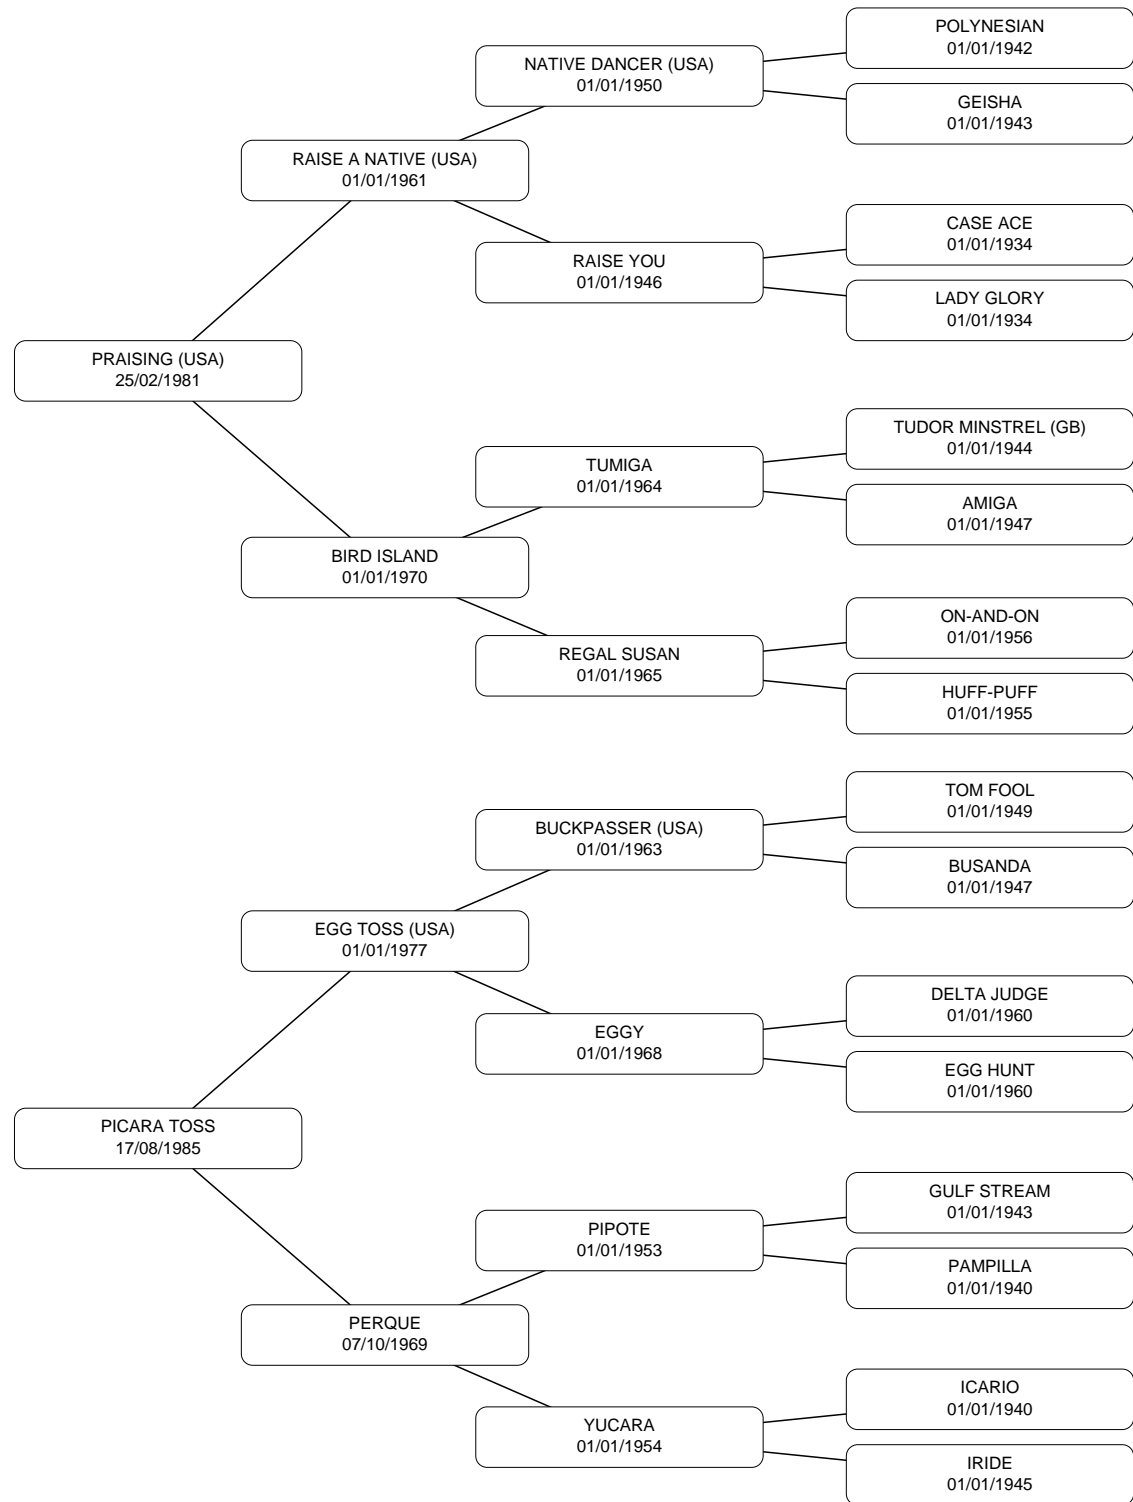 POLYNESIAN
01/01/1942
NATIVE DANCER (USA)
01/01/1950
GEISHA
01/01/1943
RAISE A NATIVE (USA)
01/01/1961
CASE ACE
01/01/1934
RAISE YOU
01/01/1946
LADY GLORY
01/01/1934
PRAISING (USA)
25/02/1981
TUDOR MINSTREL (GB)
01/01/1944
TUMIGA
01/01/1964
AMIGA
01/01/1947
BIRD ISLAND
01/01/1970
ON-AND-ON
01/01/1956
REGAL SUSAN
01/01/1965
HUFF-PUFF
01/01/1955
TOM FOOL
01/01/1949
BUCKPASSER (USA)
01/01/1963
BUSANDA
01/01/1947
EGG TOSS (USA)
01/01/1977
DELTA JUDGE
01/01/1960
EGGY
01/01/1968
EGG HUNT
01/01/1960
PICARA TOSS
17/08/1985
GULF STREAM
01/01/1943
PIPOTE
01/01/1953
PAMPILLA
01/01/1940
PERQUE
07/10/1969
ICARIO
01/01/1940
YUCARA
01/01/1954
IRIDE
01/01/1945